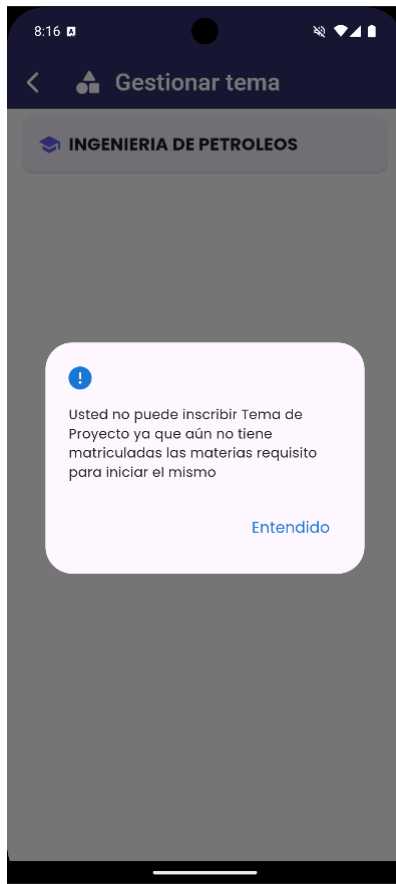 8:16 A
Gestionar tema
INGENIERIA DE PETROLEOS
Usted no puede inscribir Tema de
Proyecto ya que aún no tiene
matriculadas las materias requisito
para iniciar el mismo
Entendido